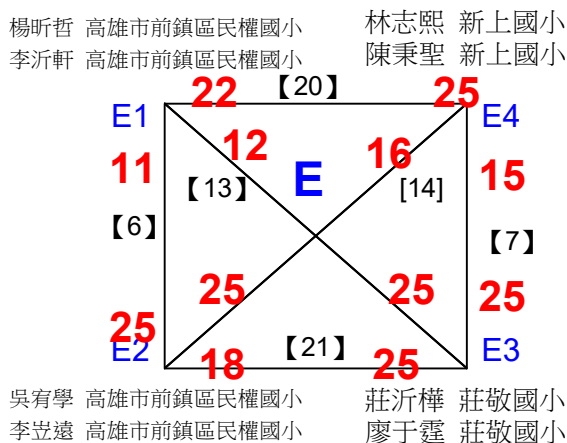 楊昕哲 高雄市前鎮區民權國小
李沂軒 高雄市前鎮區民權國小
林志熙 新上國小
陳秉聖 新上國小
22 【20】 25
E1 E4
12 16
11 【13】 E [14] 15
【6】 【7】
25 25 25
25
E2 【21】 E3
18 25
吳宥學 高雄市前鎮區民權國小
李岦遠 高雄市前鎮區民權國小
莊沂樺 莊敬國小
廖于霆 莊敬國小